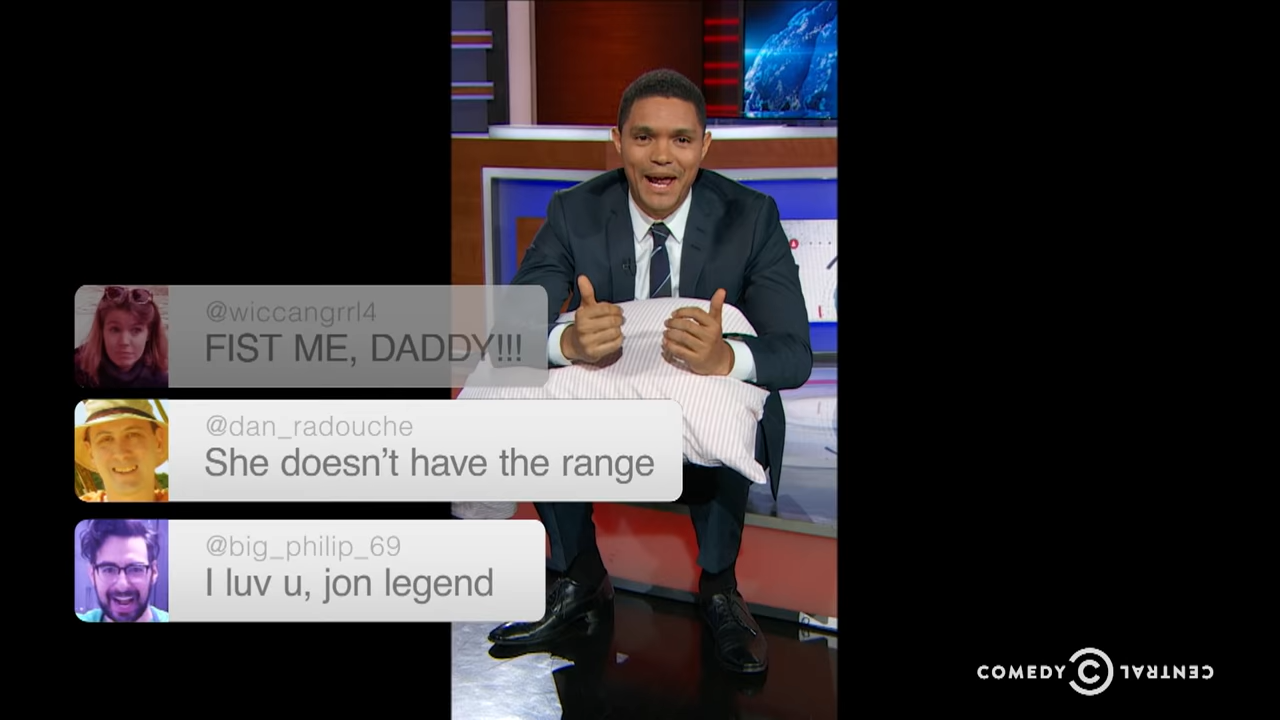 @wiccangrrl4
FIST ME, DADDY!!!
@dan_radouche
She doesn't have the range
@big_philip_69
I luv u, jon legend
COMEDY C CENTRAL